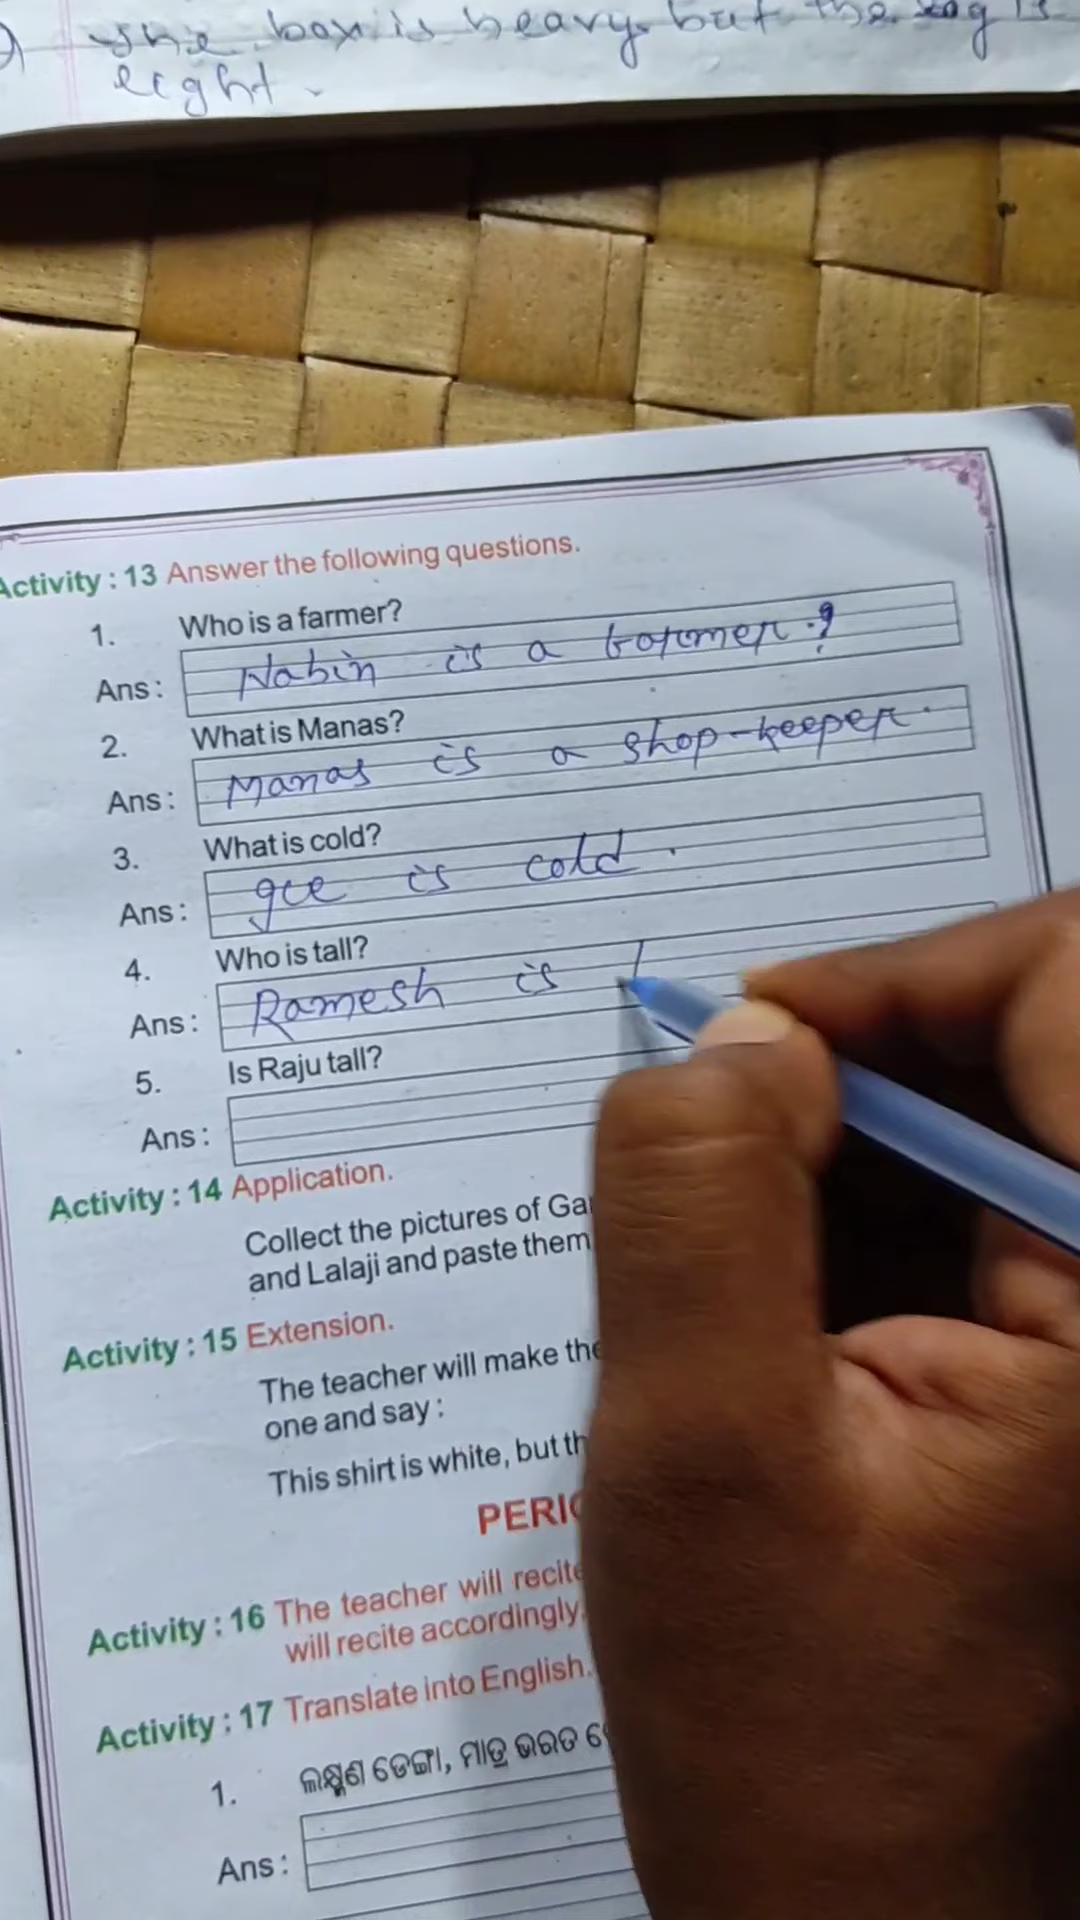 The box is heavy, but the bag is
light.
Activity : 13 Answer the following questions.
1. Who is a farmer?
Ans : Nabin is a farmer.?
2. What is Manas?
Ans : Manas is a shop-keeper.
3. What is cold?
Ans : Ice is cold.
4. Who is tall?
Ans : Ramesh is
5. Is Raju tall?
Ans :
Activity : 14 Application.
Collect the pictures of
and Lalaji and paste them
Activity : 15 Extension.
The teacher will make the
one and say :
This shirt is white, but
Activity : 16 The teacher will recite
will recite accordingly.
Activity : 17 Translate into English.
1. ଲକ୍ଷ୍ମଣ ଡେଙ୍ଗା, ମାତ୍ର ଭରତ
Ans :